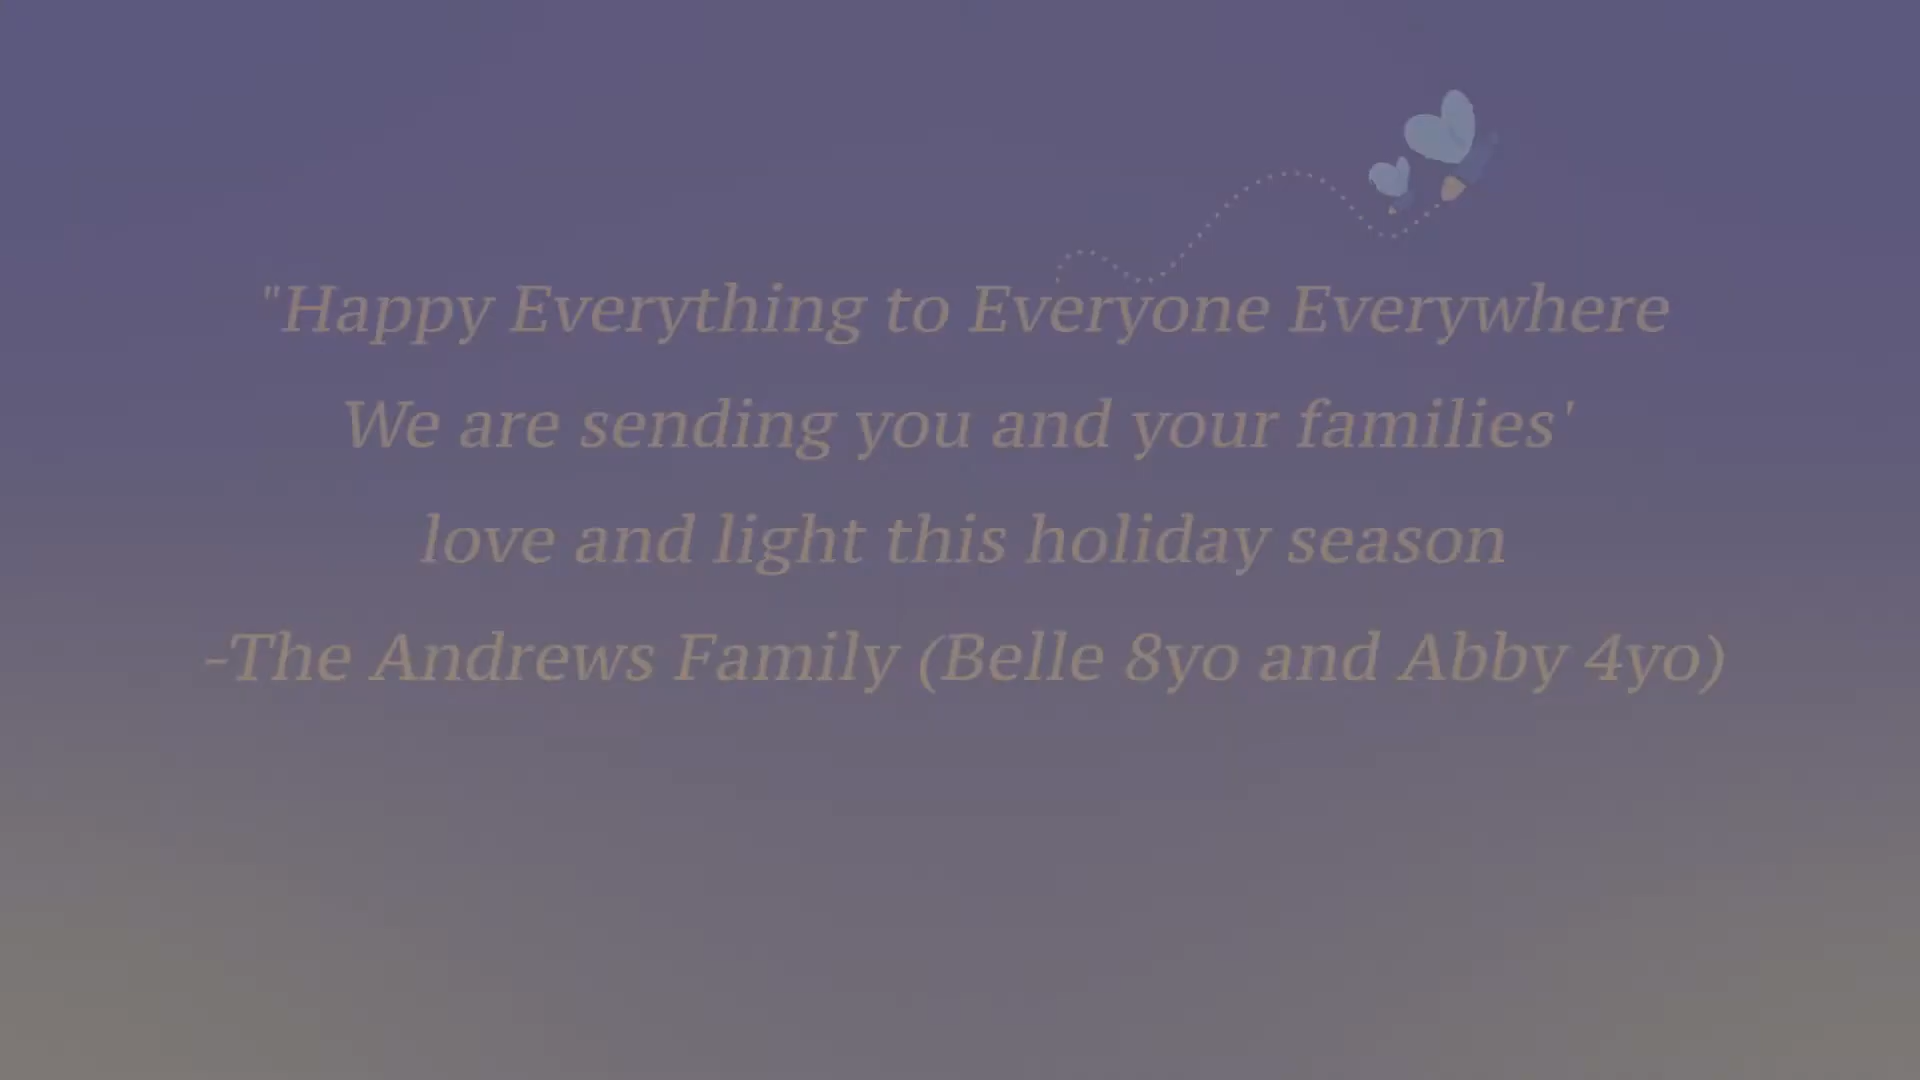 "Happy Everything to Everyone Everywhere
We are sending you and your families'
love and light this holiday season
-The Andrews Family (Belle 8yo and Abby 4yo)